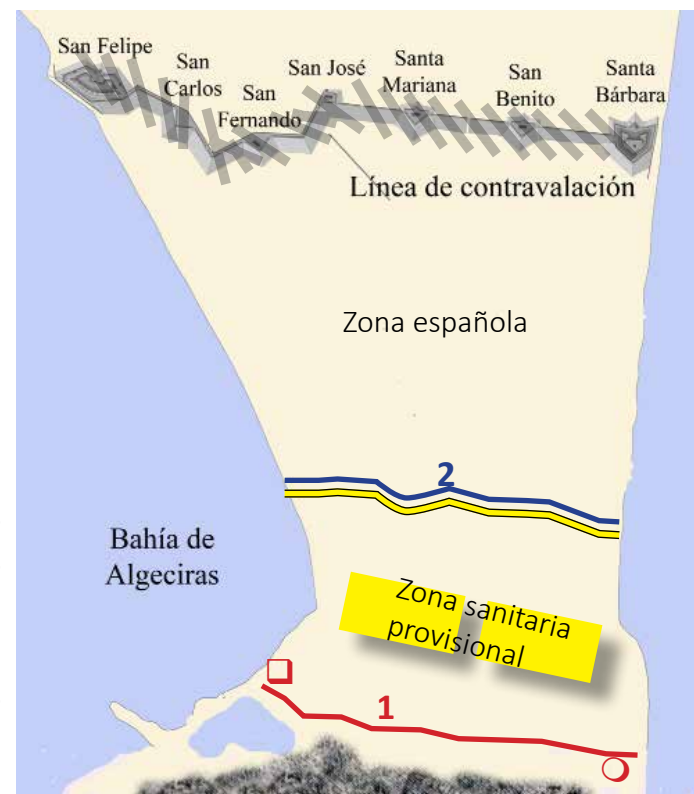 San Felipe
San
Carlos
San
Fernando
San José
Santa
Mariana
San
Benito
Santa
Bárbara
Línea de contravalación
Zona española
2
Bahía de
Algeciras
Zona sanitaria
provisional
1